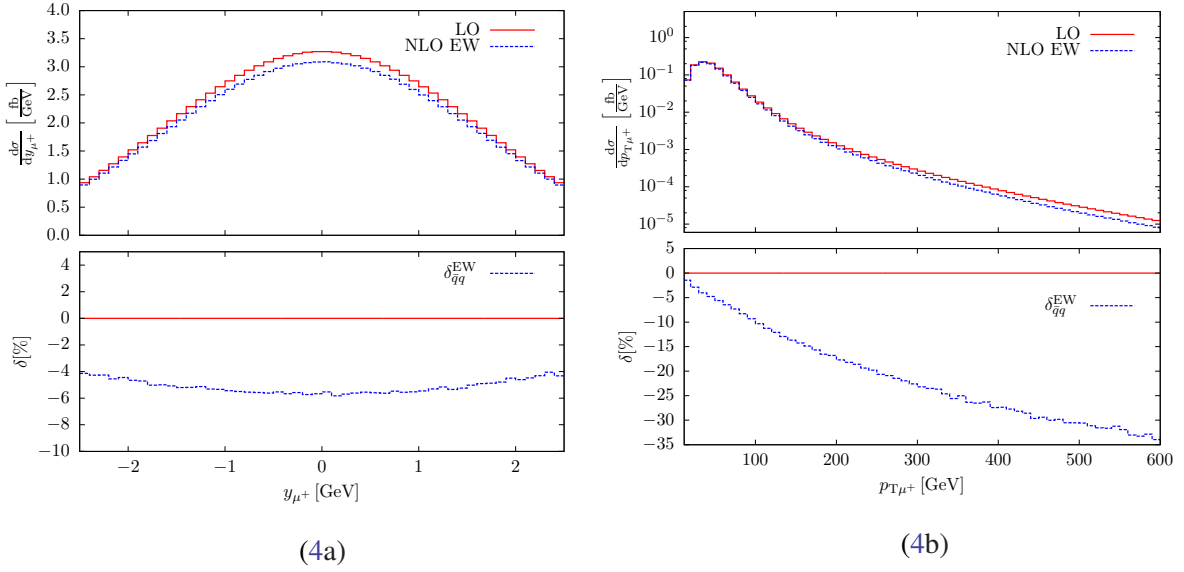 4.0
3.5
3.0
2.5
2.0
1.5
1.0
0.5
0.0
dσ/dy_μ+ [fb/GeV]
LO
NLO EW
4
2
0
−2
−4
−6
−8
−10
δ[%]
δ_q̄q^EW
−2 −1 0 1 2
y_μ+ [GeV]
(4a)
10^0
10^−1
10^−2
10^−3
10^−4
10^−5
dσ/dp_Tμ+ [fb/GeV]
LO
NLO EW
5
0
−5
−10
−15
−20
−25
−30
−35
δ[%]
δ_q̄q^EW
100 200 300 400 500 600
p_Tμ+ [GeV]
(4b)